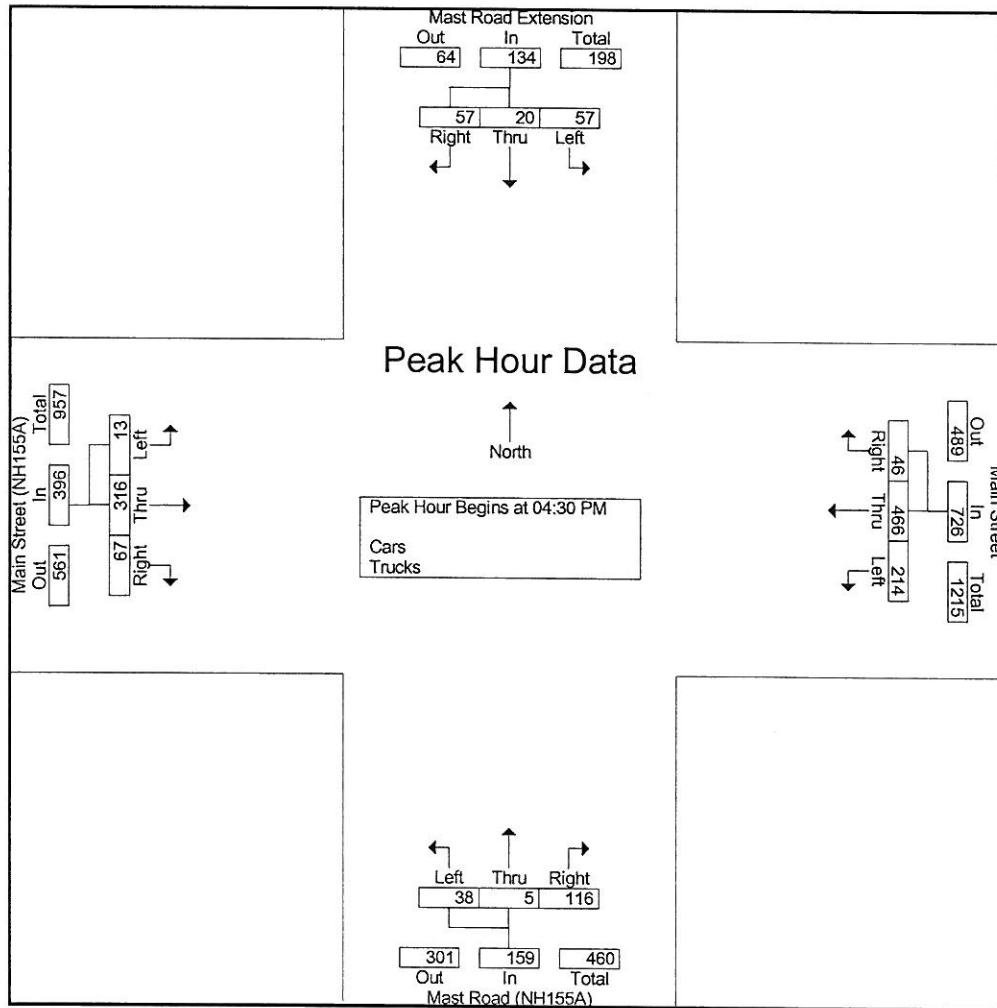 Mast Road Extension
Out In Total
64 134 198
57 20 57
Right Thru Left
Peak Hour Data
North
Peak Hour Begins at 04:30 PM
Cars
Trucks
Main Street (NH155A)
Out In Total
561 396 957
67 316 13
Right Thru Left
Main Street
Out In Total
489 726 1215
46 466 214
Right Thru Left
Left Thru Right
38 5 116
301 159 460
Out In Total
Mast Road (NH155A)